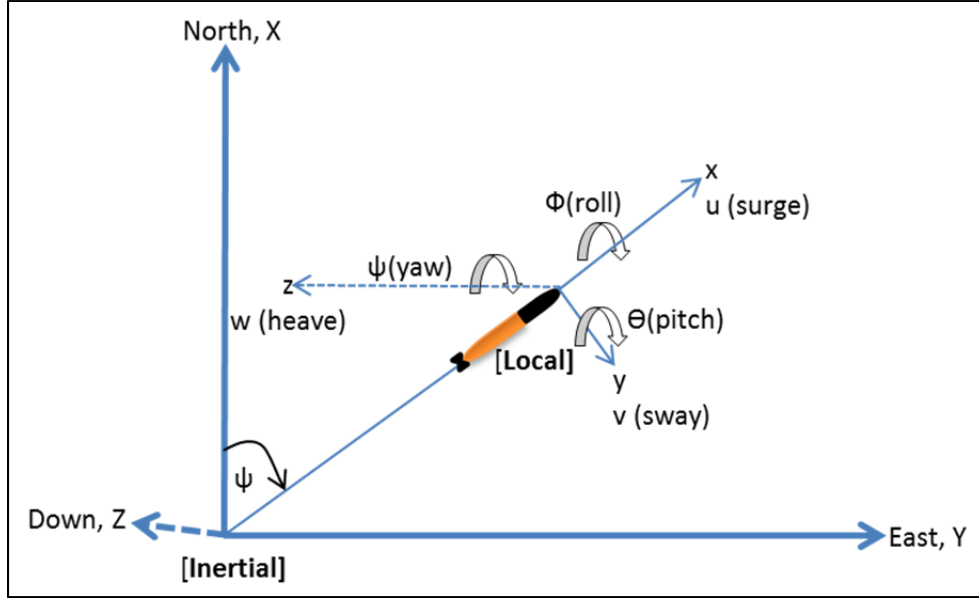 North, X
x
Φ(roll)
u (surge)
ψ(yaw)
z
w (heave)
Θ(pitch)
[Local]
y
v (sway)
ψ
Down, Z
East, Y
[Inertial]